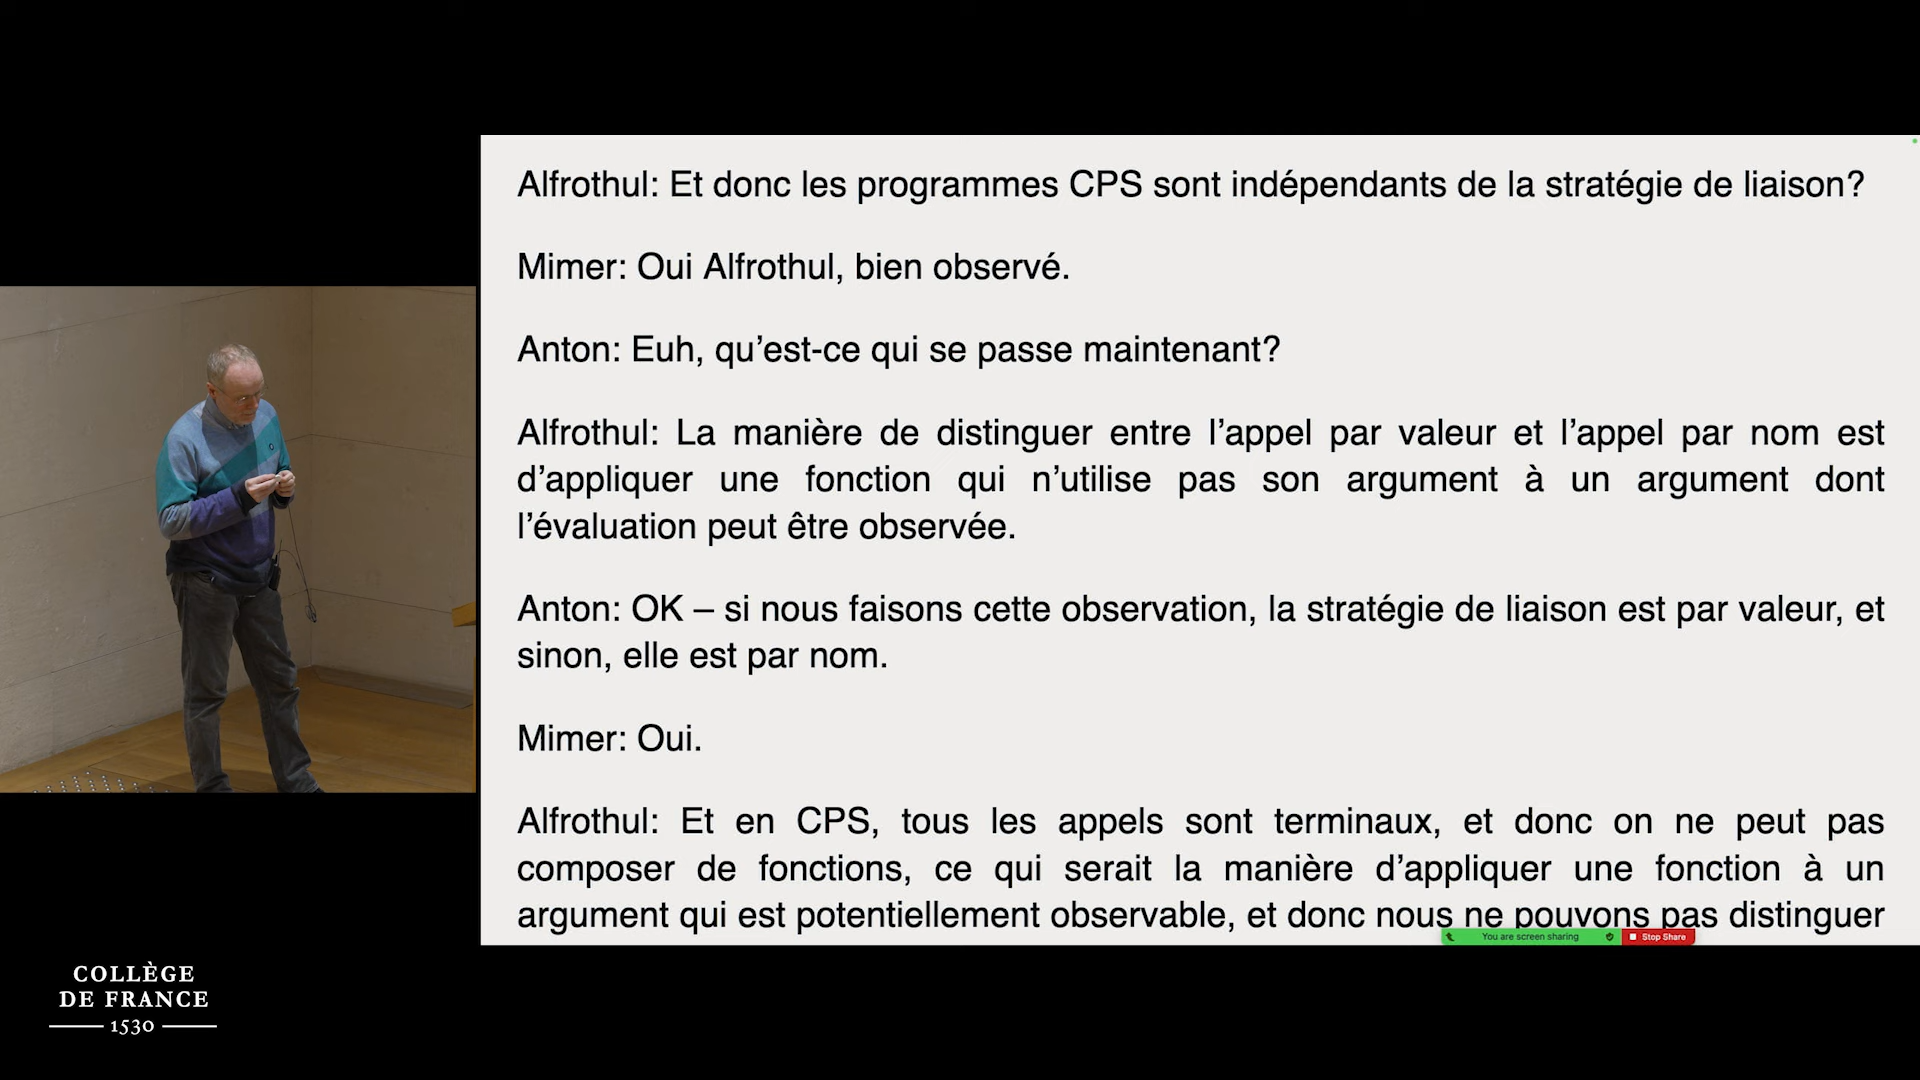 Alfrothul: Et donc les programmes CPS sont indépendants de la stratégie de liaison?
Mimer: Oui Alfrothul, bien observé.
Anton: Euh, qu’est-ce qui se passe maintenant?
Alfrothul: La manière de distinguer entre l’appel par valeur et l’appel par nom est
d’appliquer une fonction qui n’utilise pas son argument à un argument dont
l’évaluation peut être observée.
Anton: OK – si nous faisons cette observation, la stratégie de liaison est par valeur, et
sinon, elle est par nom.
Mimer: Oui.
Alfrothul: Et en CPS, tous les appels sont terminaux, et donc on ne peut pas
composer de fonctions, ce qui serait la manière d’appliquer une fonction à un
argument qui est potentiellement observable, et donc nous ne pouvons pas distinguer
You are screen sharing
Stop Share
COLLÈGE
DE FRANCE
1530